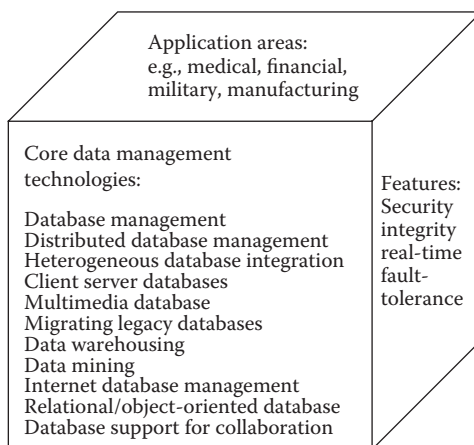 Application areas:
e.g., medical, financial,
military, manufacturing
Core data management
technologies:
Database management
Distributed database management
Heterogeneous database integration
Client server databases
Multimedia database
Migrating legacy databases
Data warehousing
Data mining
Internet database management
Relational/object-oriented database
Database support for collaboration
Features:
Security
integrity
real-time
fault-
tolerance